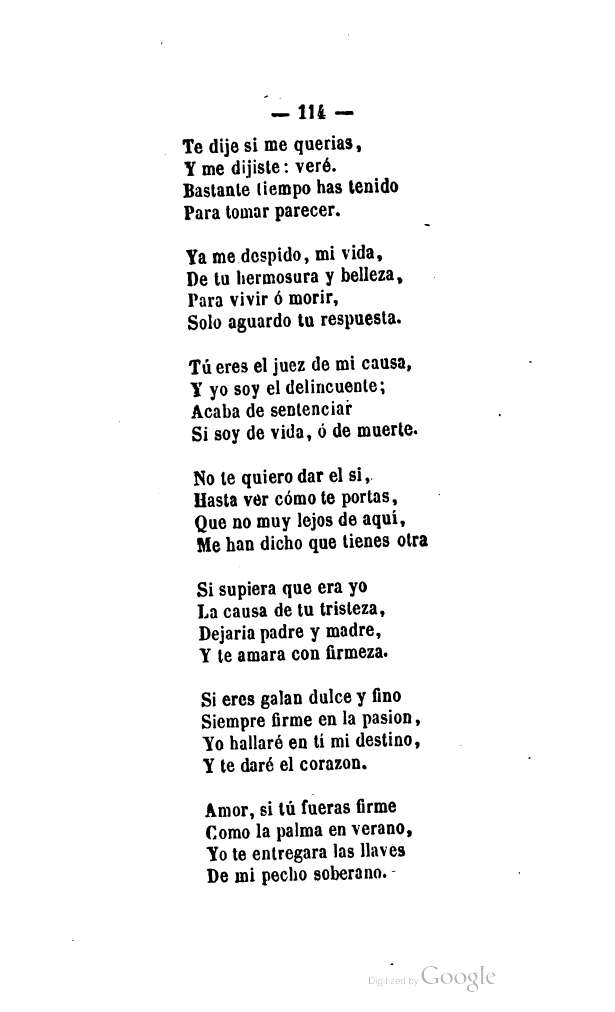 — 114 —
Te dije si me querias,
Y me dijiste: veré.
Bastante tiempo has tenido
Para tomar parecer.
Ya me despido, mi vida,
De tu hermosura y belleza,
Para vivir ó morir,
Solo aguardo tu respuesta.
Tú eres el juez de mi causa,
Y yo soy el delincuente;
Acaba de sentenciar
Si soy de vida, ó de muerte.
No te quiero dar el si,
Hasta ver cómo te portas,
Que no muy lejos de aquí,
Me han dicho que tienes otra
Si supiera que era yo
La causa de tu tristeza,
Dejaria padre y madre,
Y te amara con firmeza.
Si eres galan dulce y fino
Siempre firme en la pasion,
Yo hallaré en ti mi destino,
Y te daré el corazon.
Amor, si tú fueras firme
Como la palma en verano,
Yo te entregara las llaves
De mi pecho soberano.
Digitized by Google